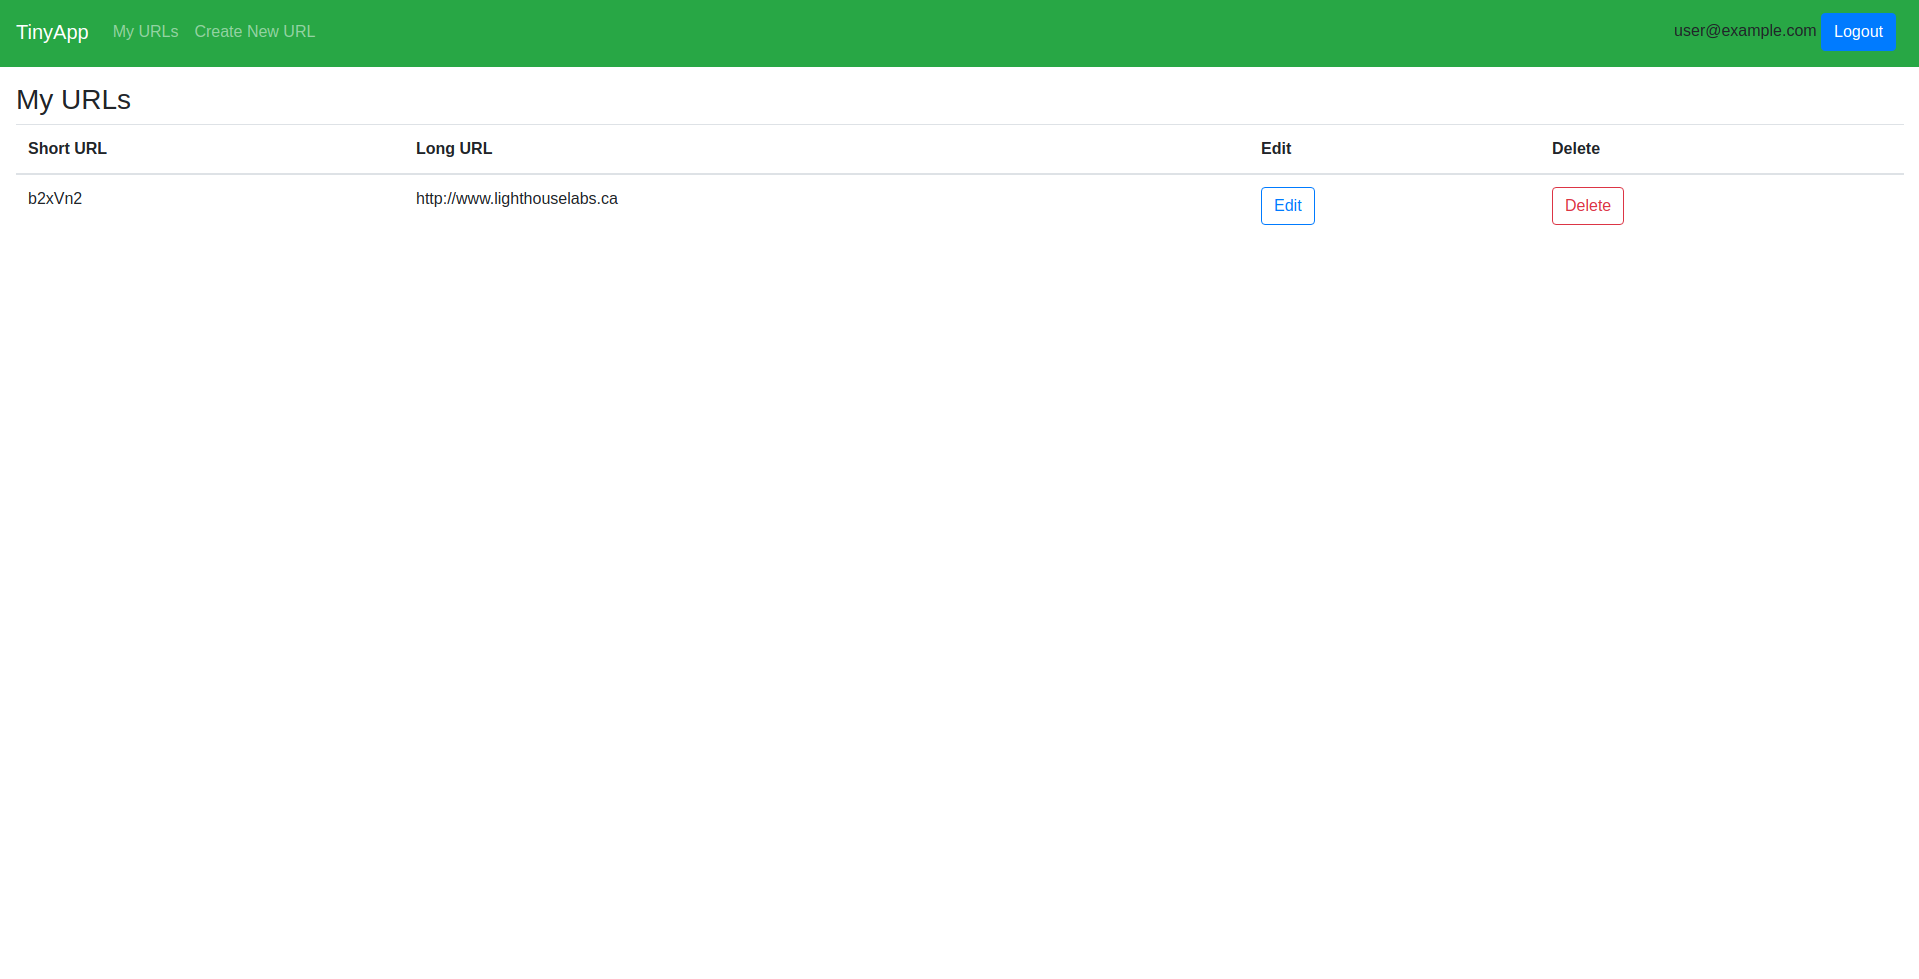 TinyApp My URLs Create New URL user@example.com Logout
My URLs
Short URL Long URL Edit Delete
b2xVn2 http://www.lighthouselabs.ca Edit Delete